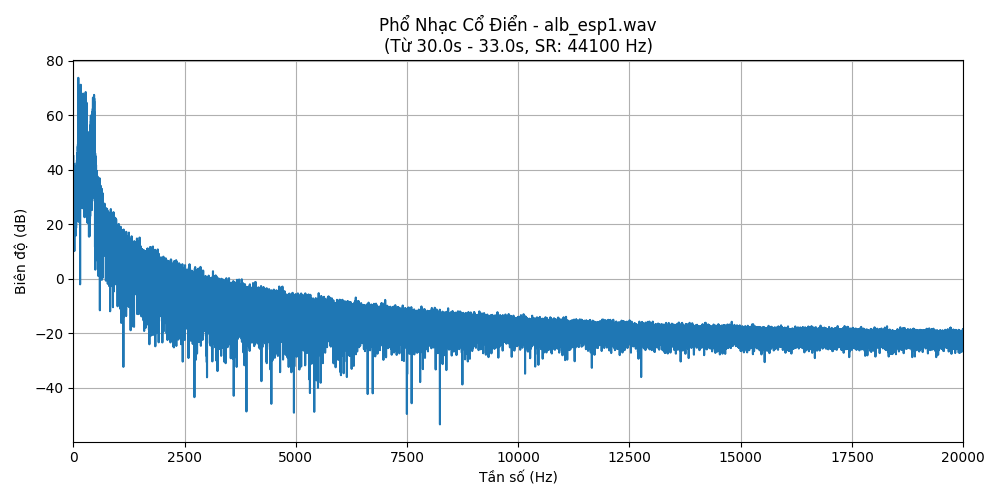 Phổ Nhạc Cổ Điển - alb_esp1.wav
(Từ 30.0s - 33.0s, SR: 44100 Hz)
80
60
40
20
0
−20
−40
Biên độ (dB)
0 2500 5000 7500 10000 12500 15000 17500 20000
Tần số (Hz)